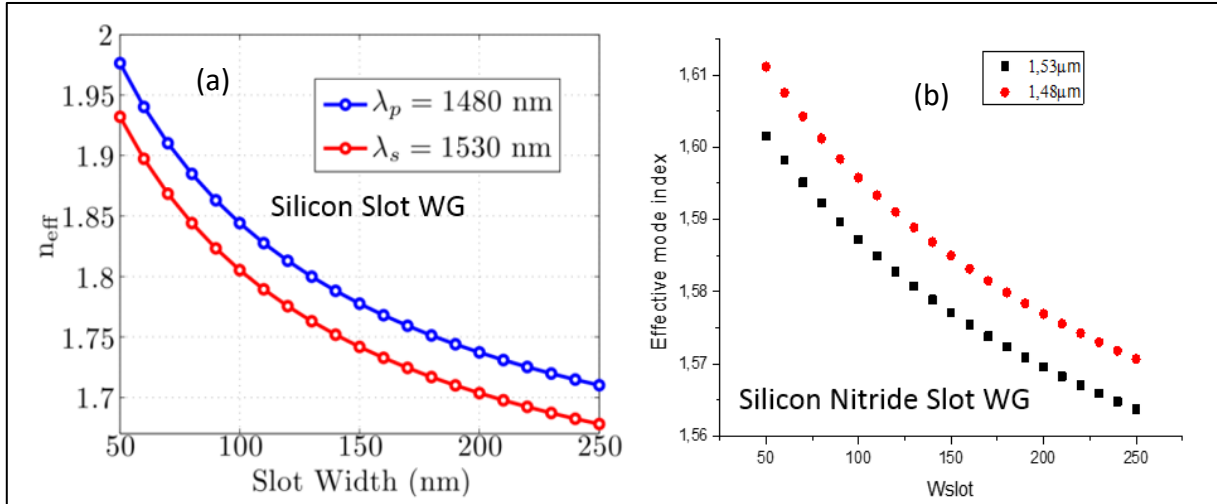 (a)
λp = 1480 nm
λs = 1530 nm
Silicon Slot WG
neff
2
1.95
1.9
1.85
1.8
1.75
1.7
50 100 150 200 250
Slot Width (nm)
(b)
1,53µm
1,48µm
Silicon Nitride Slot WG
Effective mode index
1,61
1,60
1,59
1,58
1,57
1,56
50 100 150 200 250
Wslot